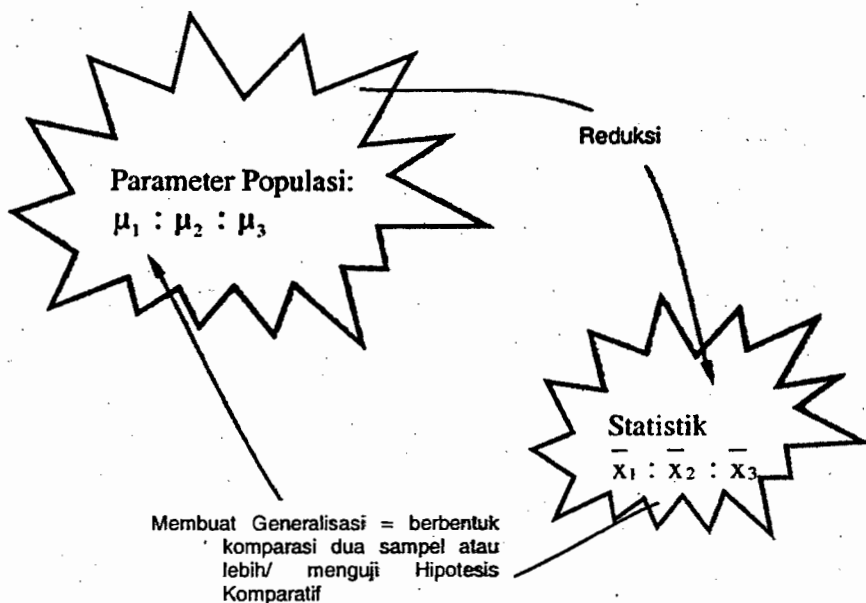 Reduksi
Parameter Populasi:
μ₁ : μ₂ : μ₃
Statistik
x̄₁ : x̄₂ : x̄₃
Membuat Generalisasi = berbentuk
komparasi dua sampel atau
lebih/ menguji Hipotesis
Komparatif